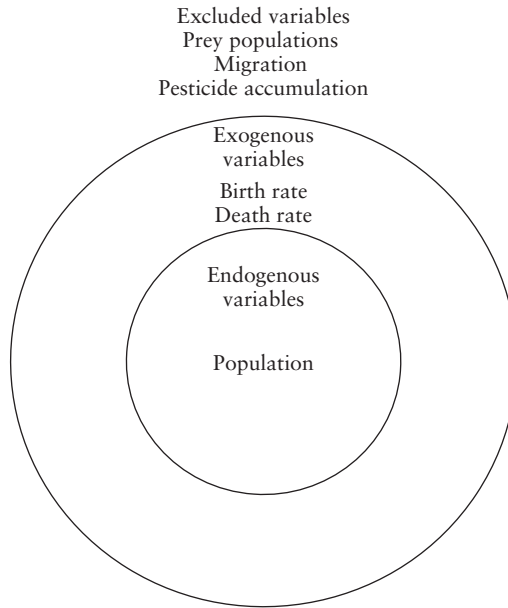 Excluded variables
Prey populations
Migration
Pesticide accumulation
Exogenous
variables
Birth rate
Death rate
Endogenous
variables
Population